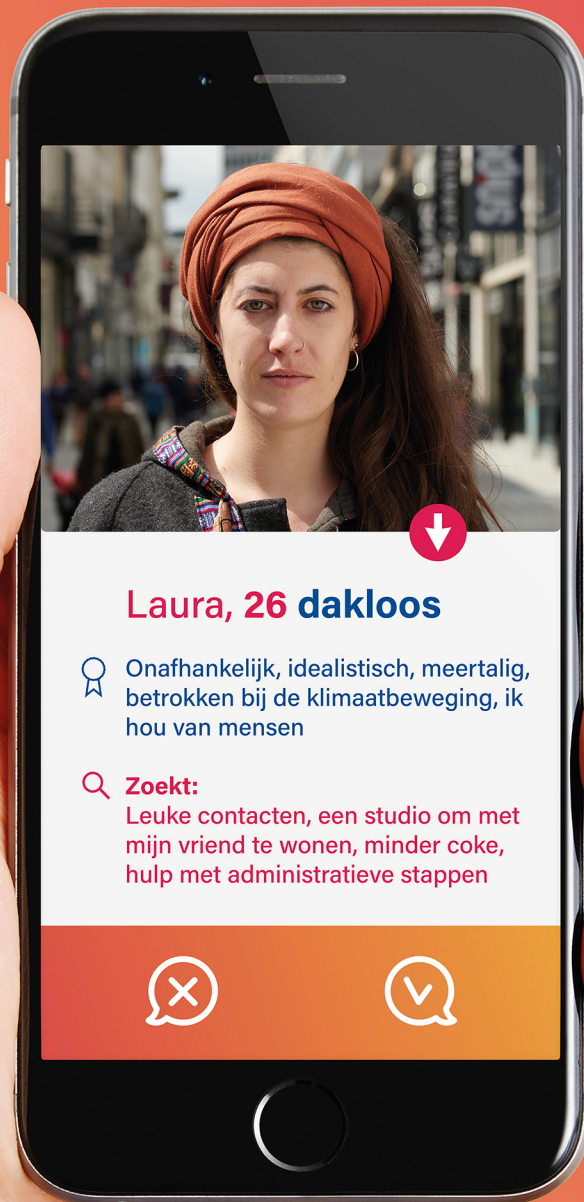 Laura, 26 dakloos
Onafhankelijk, idealistisch, meertalig,
betrokken bij de klimaatbeweging, ik
hou van mensen
Zoekt:
Leuke contacten, een studio om met
mijn vriend te wonen, minder coke,
hulp met administratieve stappen